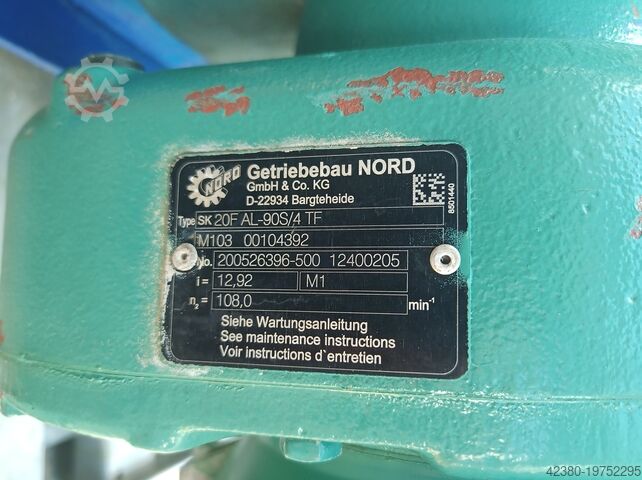 NORD
Getriebebau NORD
GmbH & Co. KG
D-22934 Bargteheide
8501440
Type SK 20F AL-90S/4 TF
M103 00104392
No. 200526396-500 12400205
i = 12,92 M1
n₂ = 108,0 min⁻¹
Siehe Wartungsanleitung
See maintenance instructions
Voir instructions d`entretien
42380-19752295